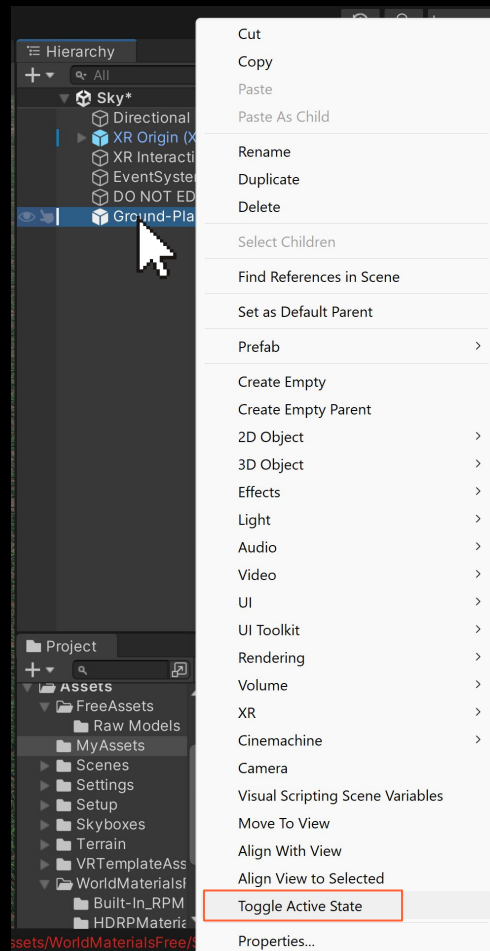 Hierarchy
All
Sky*
Directional
XR Origin (X
XR Interacti
EventSyster
DO NOT ED
Ground-Pla
Cut
Copy
Paste
Paste As Child
Rename
Duplicate
Delete
Select Children
Find References in Scene
Set as Default Parent
Prefab
Create Empty
Create Empty Parent
2D Object
3D Object
Effects
Light
Audio
Video
UI
UI Toolkit
Rendering
Volume
XR
Cinemachine
Camera
Visual Scripting Scene Variables
Move To View
Align With View
Align View to Selected
Toggle Active State
Properties...
Project
Assets
FreeAssets
Raw Models
MyAssets
Scenes
Settings
Setup
Skyboxes
Terrain
VRTemplateAss
WorldMaterialsF
Built-In_RPM
HDRPMateria
ssets/WorldMaterialsFree/S